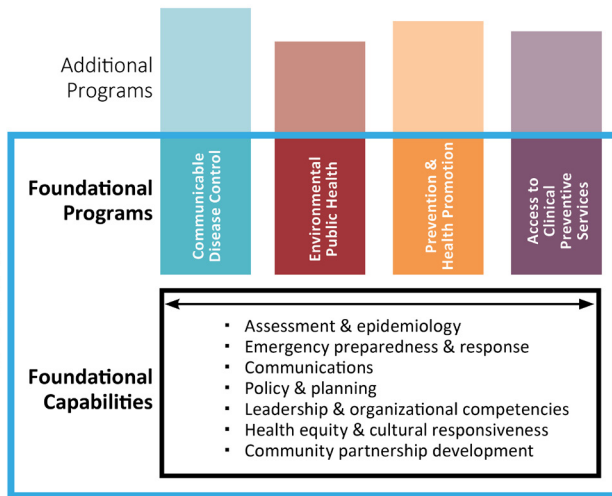 Additional
Programs
Foundational
Programs
Communicable
Disease Control
Environmental
Public Health
Prevention &
Health Promotion
Access to
Clinical
Preventive
Services
Foundational
Capabilities
▪ Assessment & epidemiology
▪ Emergency preparedness & response
▪ Communications
▪ Policy & planning
▪ Leadership & organizational competencies
▪ Health equity & cultural responsiveness
▪ Community partnership development